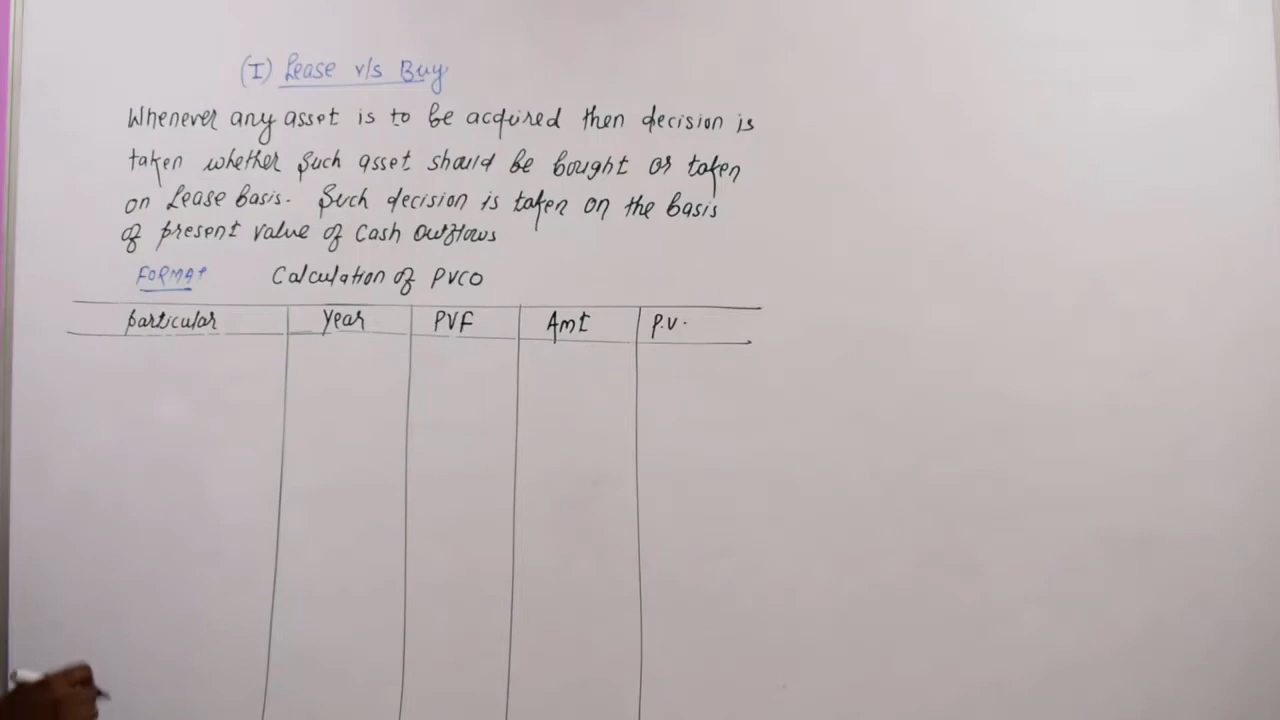 (I) Lease v/s Buy
Whenever any asset is to be acquired then decision is
taken whether such asset should be bought or taken
on Lease Basis. Such decision is taken on the basis
of present value of Cash Outflows
FORMAT Calculation of PVCO
particular Year PVF Amt P.V.